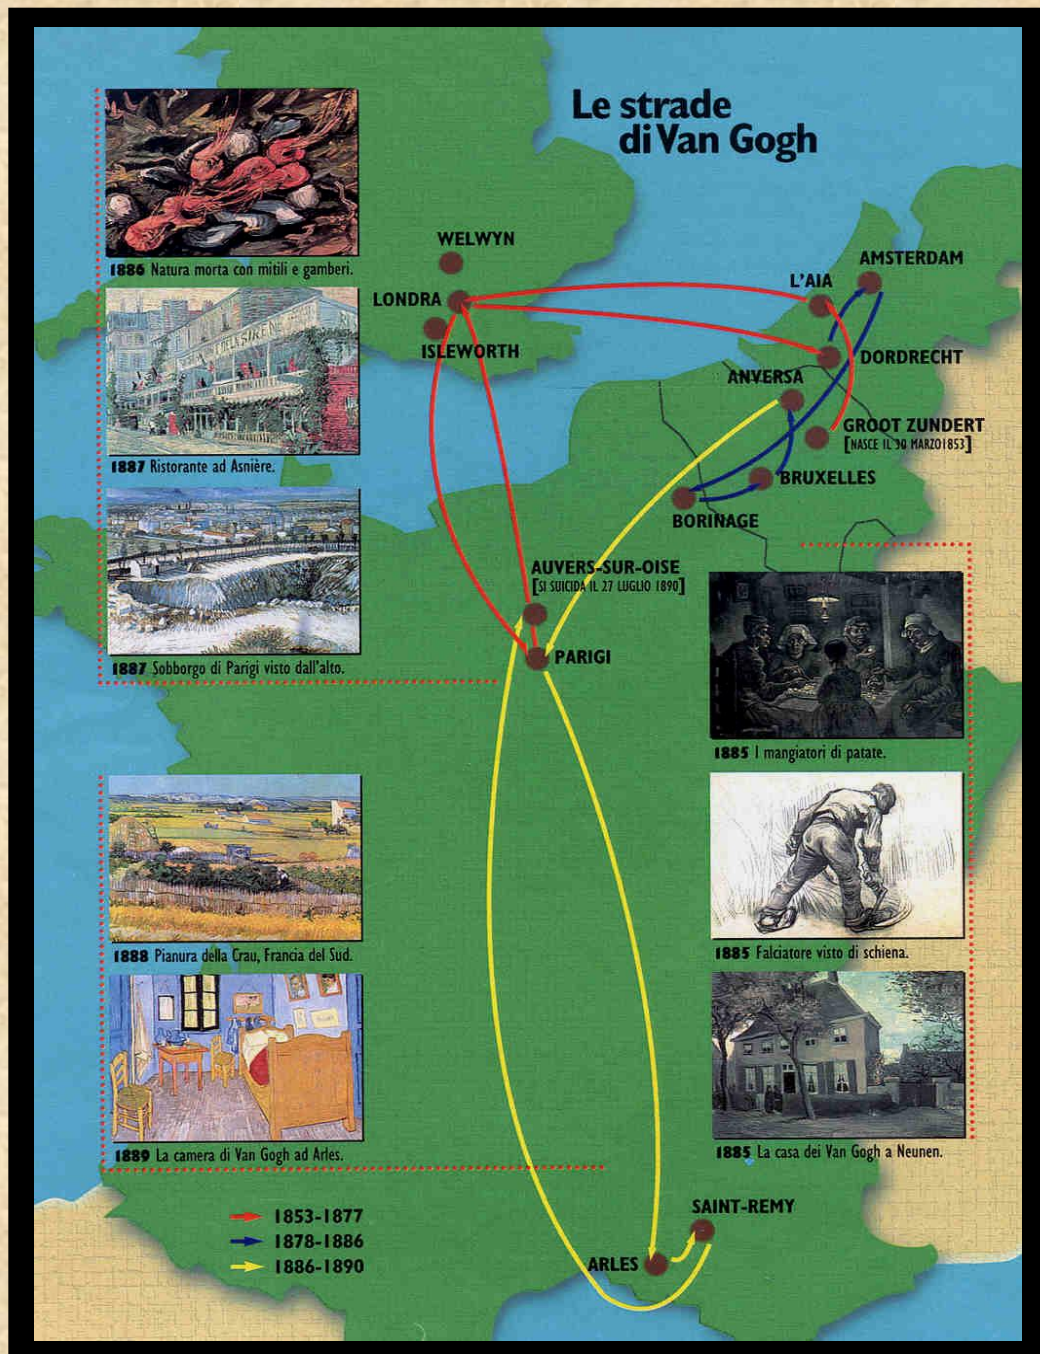 Le strade
di Van Gogh
1886 Natura morta con mitili e gamberi.
1887 Ristorante ad Asnière.
1887 Sobborgo di Parigi visto dall'alto.
1888 Pianura della Crau, Francia del Sud.
1889 La camera di Van Gogh ad Arles.
WELWYN
LONDRA
ISLEWORTH
L'AIA
AMSTERDAM
DORDRECHT
ANVERSA
GROOT ZUNDERT
[NASCE IL 30 MARZO1853]
BRUXELLES
BORINAGE
AUVERS-SUR-OISE
[SI SUICIDA IL 27 LUGLIO 1890]
PARIGI
1885 I mangiatori di patate.
1885 Falciatore visto di schiena.
1885 La casa dei Van Gogh a Neunen.
SAINT-REMY
ARLES
1853-1877
1878-1886
1886-1890